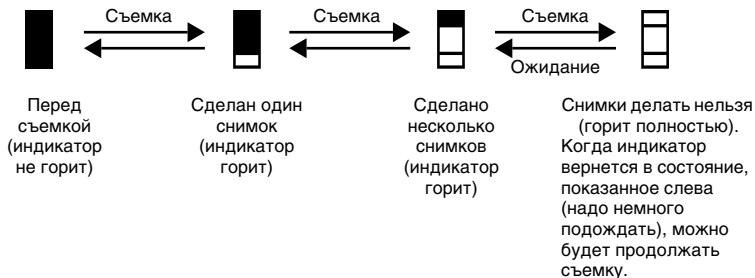 Съемка
Съемка
Съемка
Ожидание
Перед
съемкой
(индикатор
не горит)
Сделан один
снимок
(индикатор
горит)
Сделано
несколько
снимков
(индикатор
горит)
Снимки делать нельзя
(горит полностью).
Когда индикатор
вернется в состояние,
показанное слева
(надо немного
подождать), можно
будет продолжать
съемку.